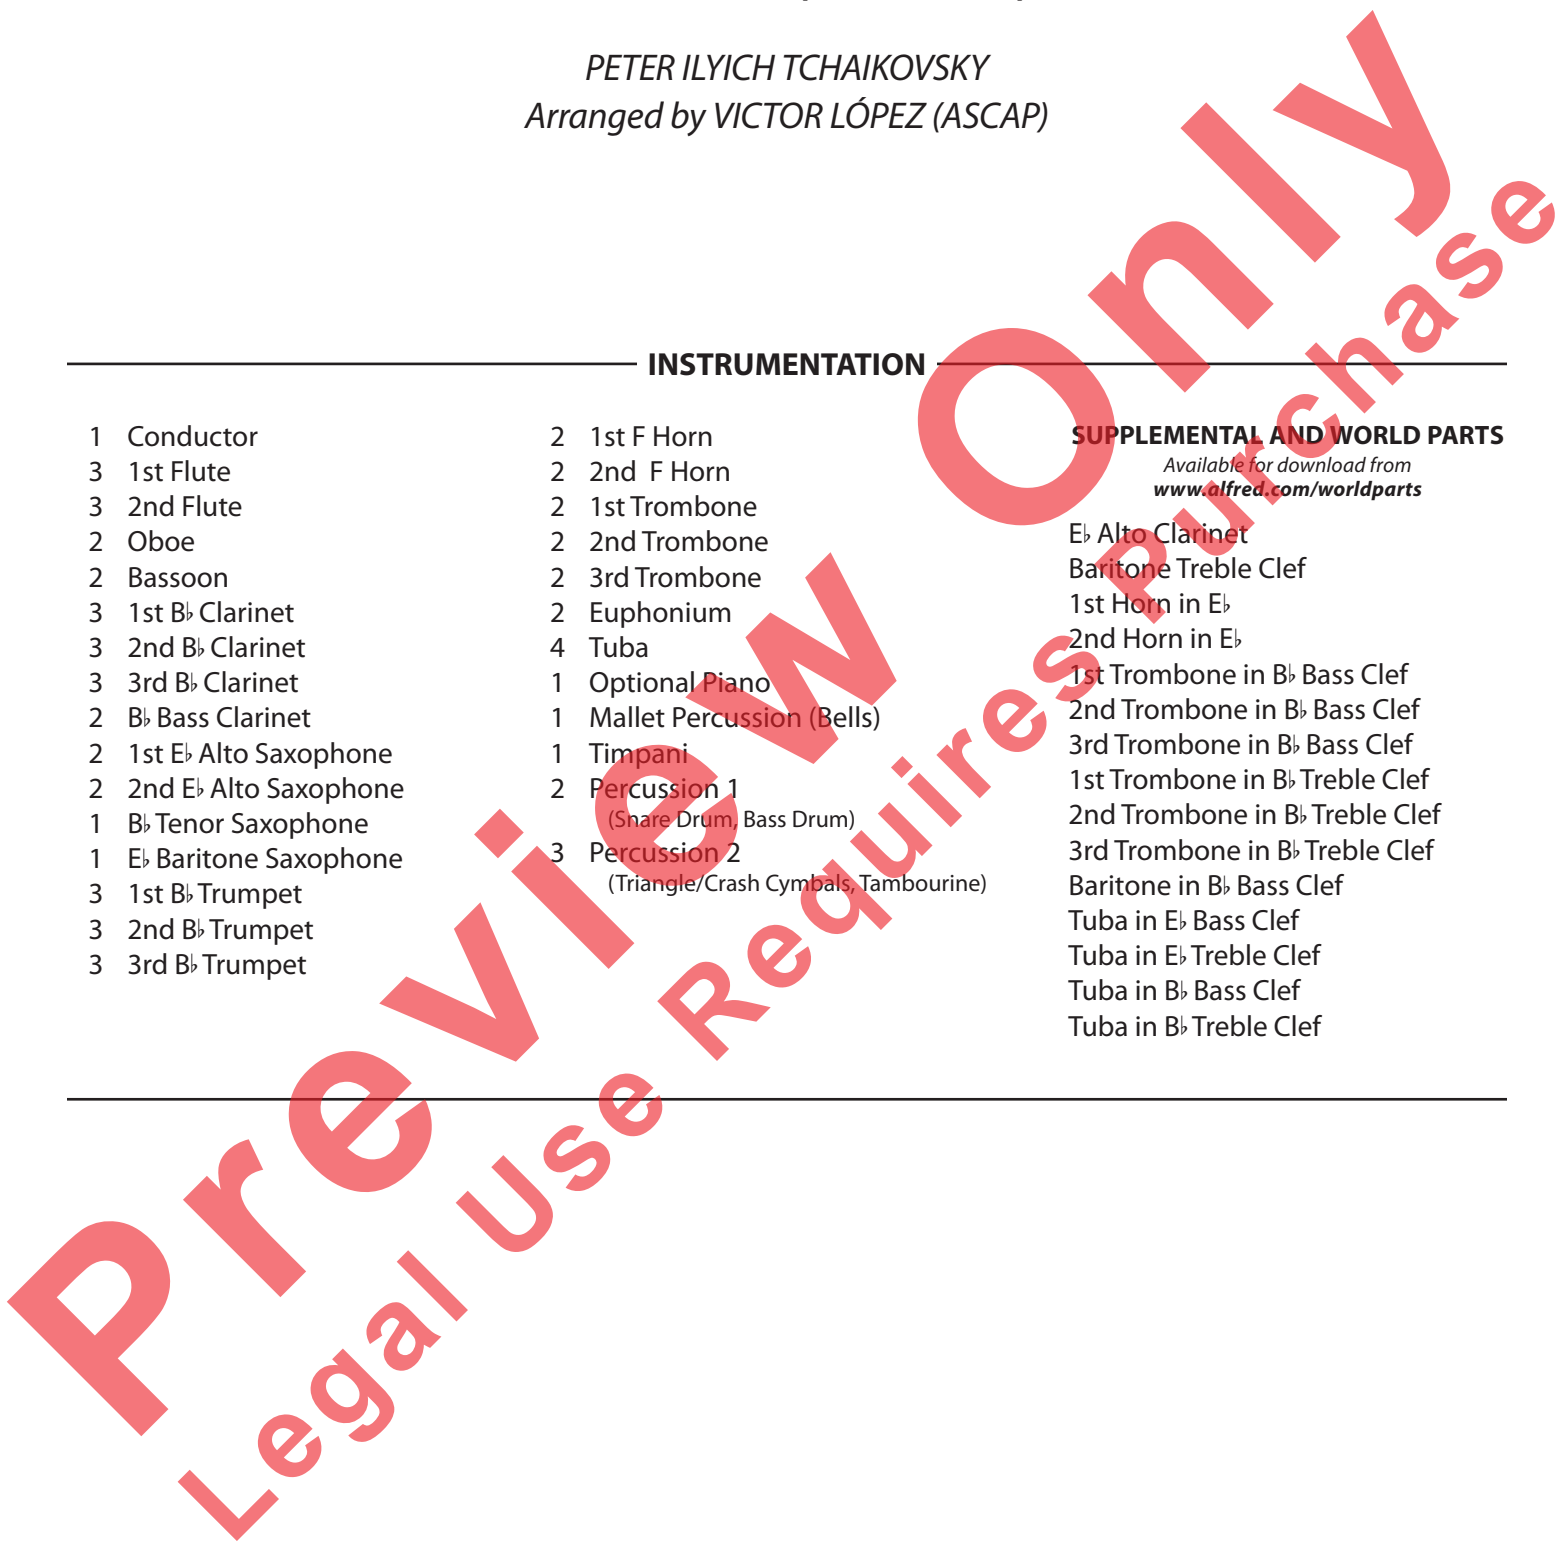 PETER ILYICH TCHAIKOVSKY
Arranged by VICTOR LÓPEZ (ASCAP)
INSTRUMENTATION
1 Conductor
3 1st Flute
3 2nd Flute
2 Oboe
2 Bassoon
3 1st B♭ Clarinet
3 2nd B♭ Clarinet
3 3rd B♭ Clarinet
2 B♭ Bass Clarinet
2 1st E♭ Alto Saxophone
2 2nd E♭ Alto Saxophone
1 B♭ Tenor Saxophone
1 E♭ Baritone Saxophone
3 1st B♭ Trumpet
3 2nd B♭ Trumpet
3 3rd B♭ Trumpet
2 1st F Horn
2 2nd F Horn
2 1st Trombone
2 2nd Trombone
2 3rd Trombone
2 Euphonium
4 Tuba
1 Optional Piano
1 Mallet Percussion (Bells)
1 Timpani
2 Percussion 1
(Snare Drum, Bass Drum)
3 Percussion 2
(Triangle/Crash Cymbals, Tambourine)
SUPPLEMENTAL AND WORLD PARTS
Available for download from
www.alfred.com/worldparts
E♭ Alto Clarinet
Baritone Treble Clef
1st Horn in E♭
2nd Horn in E♭
1st Trombone in B♭ Bass Clef
2nd Trombone in B♭ Bass Clef
3rd Trombone in B♭ Bass Clef
1st Trombone in B♭ Treble Clef
2nd Trombone in B♭ Treble Clef
3rd Trombone in B♭ Treble Clef
Baritone in B♭ Bass Clef
Tuba in E♭ Bass Clef
Tuba in E♭ Treble Clef
Tuba in B♭ Bass Clef
Tuba in B♭ Treble Clef
Preview Only
Legal Use Requires Purchase